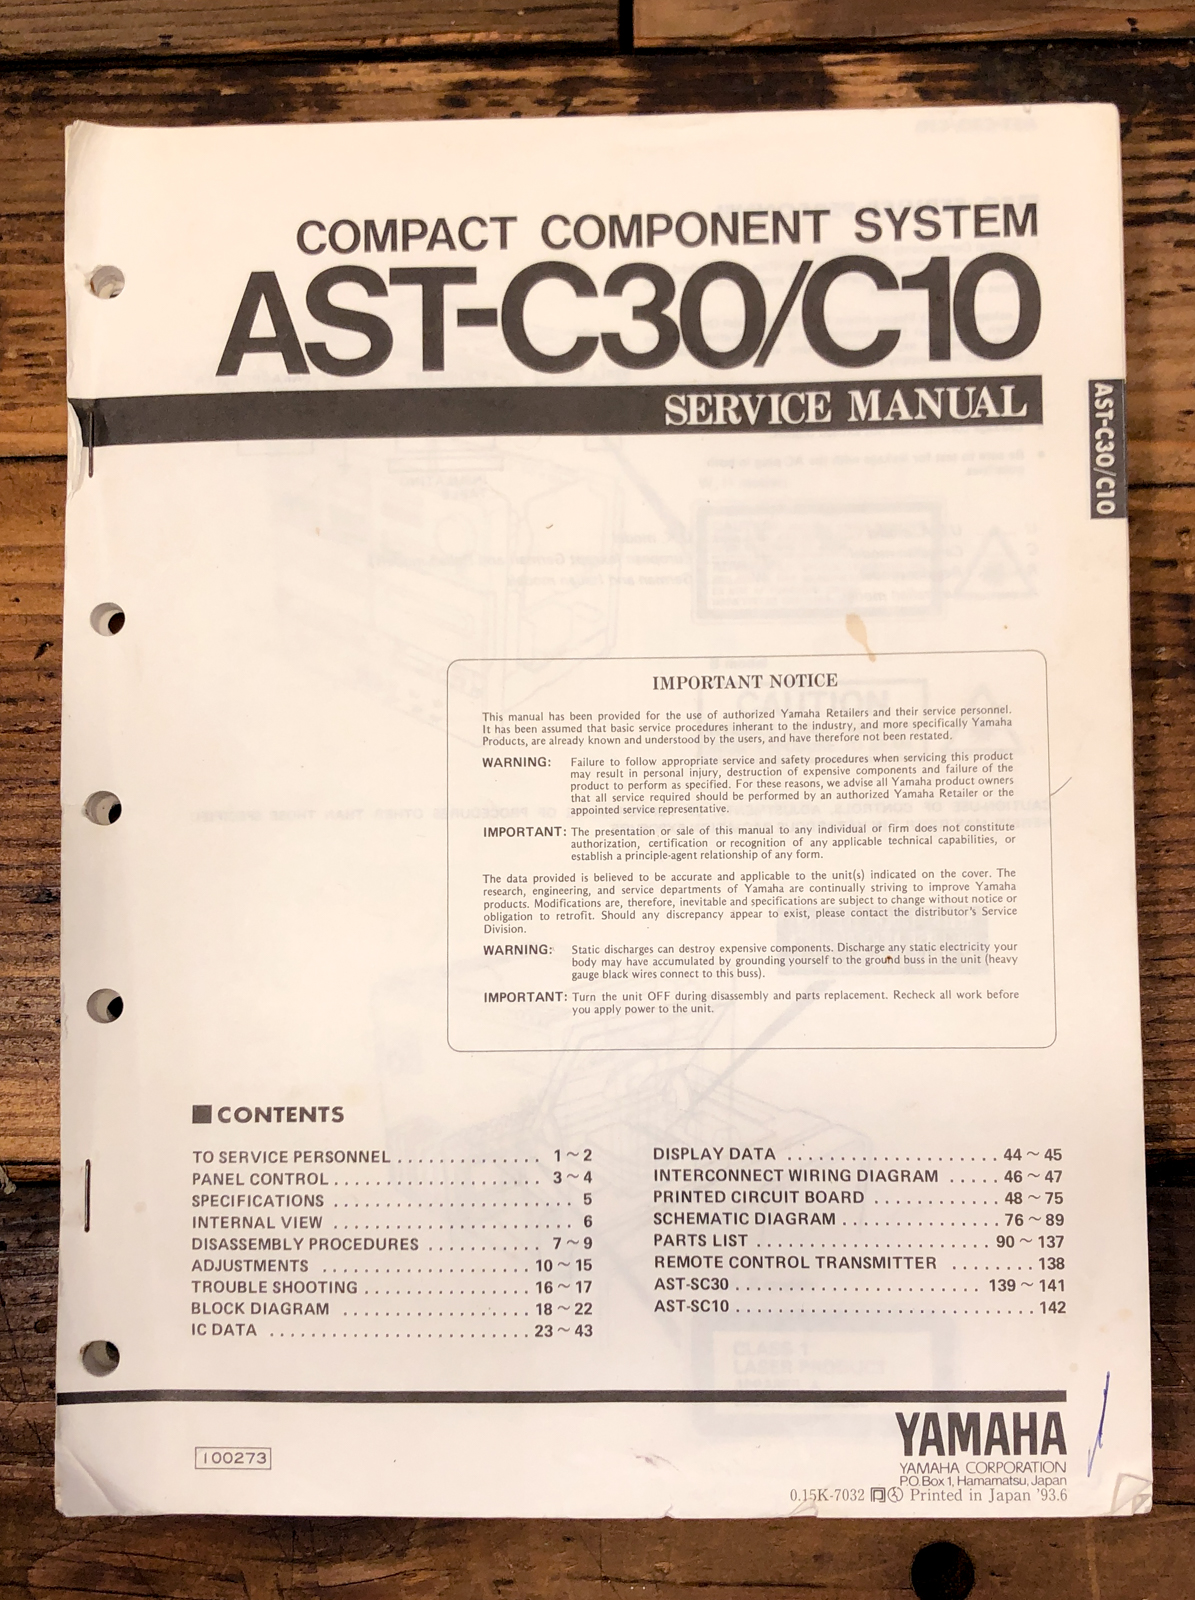 COMPACT COMPONENT SYSTEM
AST-C30/C10
SERVICE MANUAL
AST-C30/C10
IMPORTANT NOTICE
This manual has been provided for the use of authorized Yamaha Retailers and their service personnel.
It has been assumed that basic service procedures inherant to the industry, and more specifically Yamaha
Products, are already known and understood by the users, and have therefore not been restated.
WARNING: Failure to follow appropriate service and safety procedures when servicing this product
may result in personal injury, destruction of expensive components and failure of the
product to perform as specified. For these reasons, we advise all Yamaha product owners
that all service required should be performed by an authorized Yamaha Retailer or the
appointed service representative.
IMPORTANT: The presentation or sale of this manual to any individual or firm does not constitute
authorization, certification or recognition of any applicable technical capabilities, or
establish a principle-agent relationship of any form.
The data provided is believed to be accurate and applicable to the unit(s) indicated on the cover. The
research, engineering, and service departments of Yamaha are continually striving to improve Yamaha
products. Modifications are, therefore, inevitable and specifications are subject to change without notice or
obligation to retrofit. Should any discrepancy appear to exist, please contact the distributor's Service
Division.
WARNING: Static discharges can destroy expensive components. Discharge any static electricity your
body may have accumulated by grounding yourself to the ground buss in the unit (heavy
gauge black wires connect to this buss).
IMPORTANT: Turn the unit OFF during disassembly and parts replacement. Recheck all work before
you apply power to the unit.
■ CONTENTS
TO SERVICE PERSONNEL . . . . . . . . . . . . . . 1 ~ 2
PANEL CONTROL . . . . . . . . . . . . . . . . . . . . 3 ~ 4
SPECIFICATIONS . . . . . . . . . . . . . . . . . . . . . . . 5
INTERNAL VIEW . . . . . . . . . . . . . . . . . . . . . . . 6
DISASSEMBLY PROCEDURES . . . . . . . . . . . 7 ~ 9
ADJUSTMENTS . . . . . . . . . . . . . . . . . . . . 10 ~ 15
TROUBLE SHOOTING . . . . . . . . . . . . . . . . 16 ~ 17
BLOCK DIAGRAM . . . . . . . . . . . . . . . . . . 18 ~ 22
IC DATA . . . . . . . . . . . . . . . . . . . . . . . . . 23 ~ 43
DISPLAY DATA . . . . . . . . . . . . . . . . . . . . 44 ~ 45
INTERCONNECT WIRING DIAGRAM . . . . . 46 ~ 47
PRINTED CIRCUIT BOARD . . . . . . . . . . . . 48 ~ 75
SCHEMATIC DIAGRAM . . . . . . . . . . . . . . . 76 ~ 89
PARTS LIST . . . . . . . . . . . . . . . . . . . . . . 90 ~ 137
REMOTE CONTROL TRANSMITTER . . . . . . . . 138
AST-SC30 . . . . . . . . . . . . . . . . . . . . . . . 139 ~ 141
AST-SC10 . . . . . . . . . . . . . . . . . . . . . . . . . . . . 142
100273
YAMAHA
YAMAHA CORPORATION
P.O.Box 1, Hamamatsu, Japan
0.15K-7032 Printed in Japan '93.6